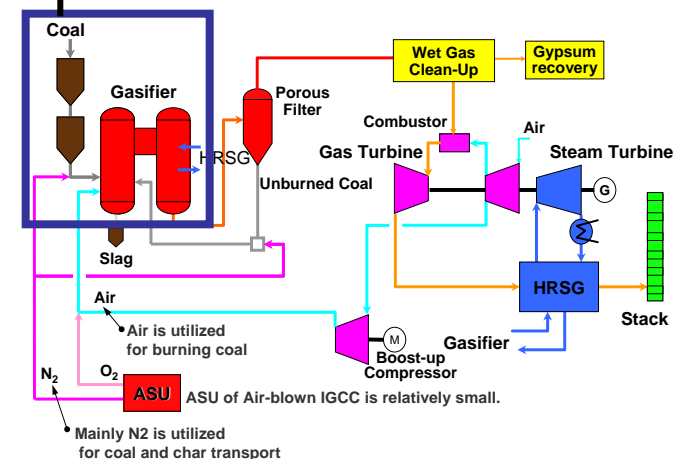 Coal
Gasifier
HRSG
Porous
Filter
Unburned Coal
Slag
Wet Gas
Clean-Up
Gypsum
recovery
Combustor
Air
Gas Turbine
Steam Turbine
G
HRSG
Stack
Gasifier
Air
Air is utilized
for burning coal
M
Boost-up
Compressor
N2
O2
ASU
ASU of Air-blown IGCC is relatively small.
Mainly N2 is utilized
for coal and char transport